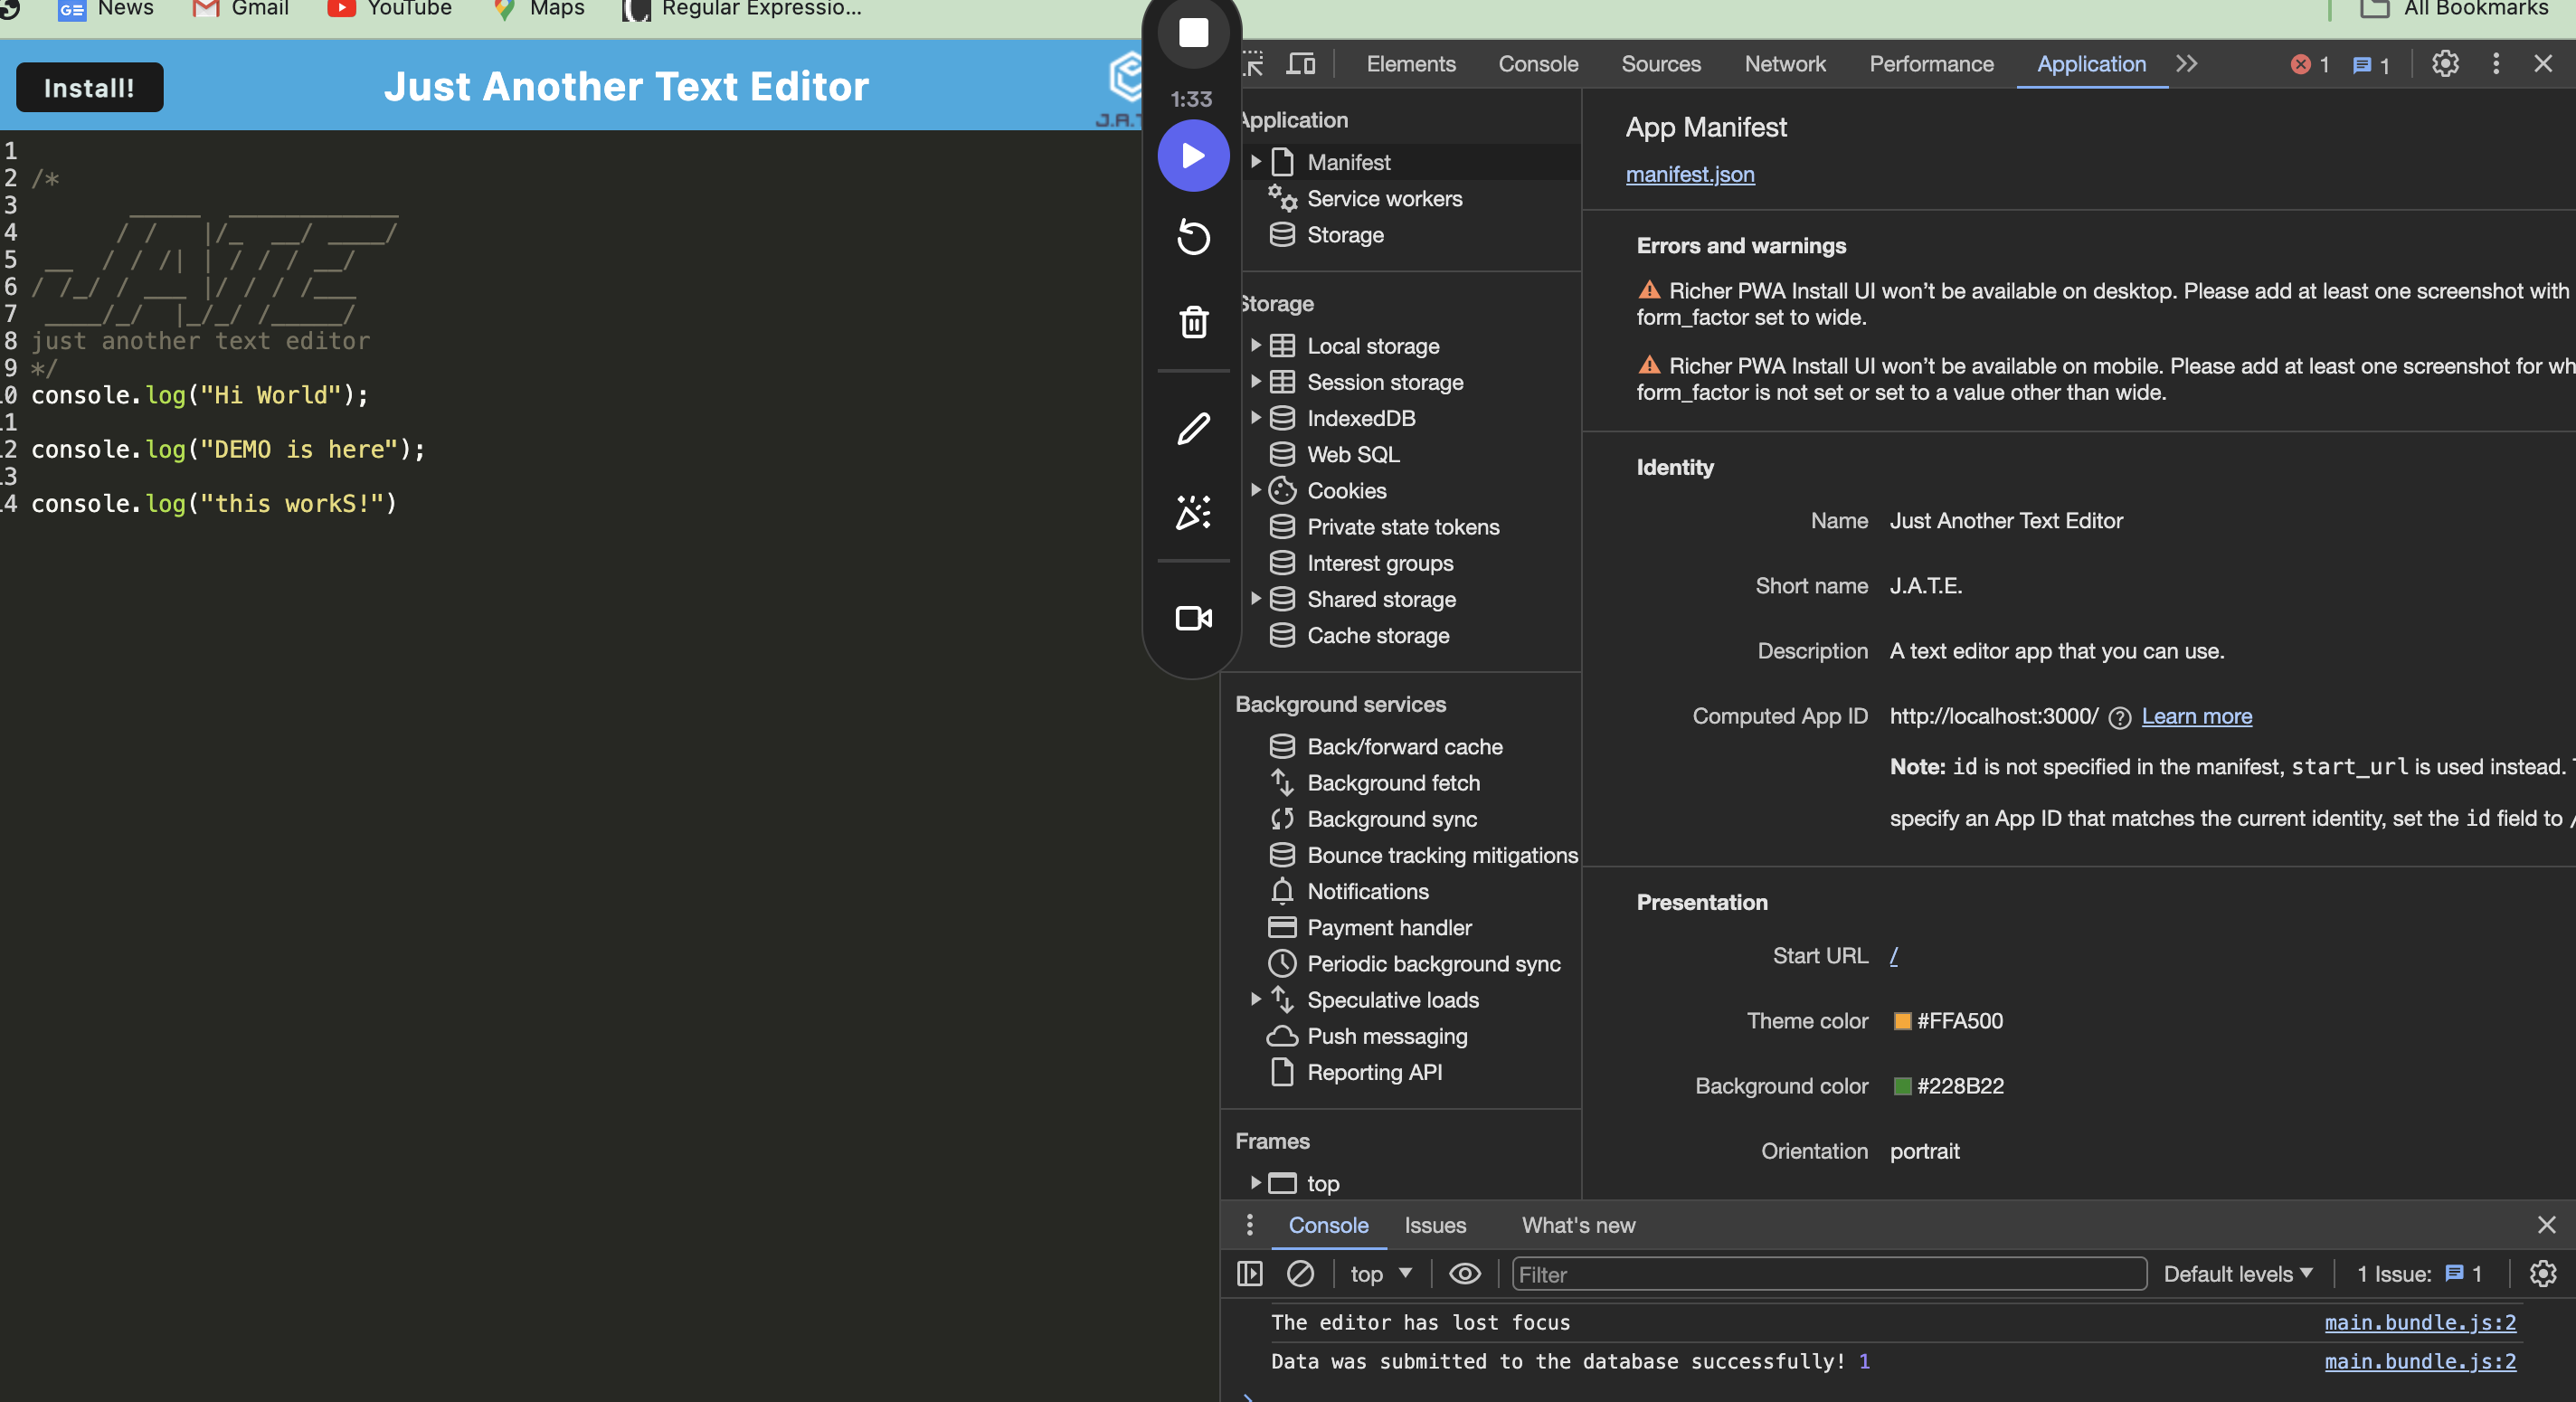 News Gmail YouTube Maps Regular Expressio... All Bookmarks
Install!
Just Another Text Editor
1:33
Elements Console Sources Network Performance Application 1 1
1
2 /*
3
4
5
6
7
8 just another text editor
9 */
10 console.log("Hi World");
11
12 console.log("DEMO is here");
13
14 console.log("this workS!")
Application
Manifest
Service workers
Storage
Storage
Local storage
Session storage
IndexedDB
Web SQL
Cookies
Private state tokens
Interest groups
Shared storage
Cache storage
Background services
Back/forward cache
Background fetch
Background sync
Bounce tracking mitigations
Notifications
Payment handler
Periodic background sync
Speculative loads
Push messaging
Reporting API
Frames
top
App Manifest
manifest.json
Errors and warnings
Richer PWA Install UI won’t be available on desktop. Please add at least one screenshot with
form_factor set to wide.
Richer PWA Install UI won’t be available on mobile. Please add at least one screenshot for
form_factor is not set or set to a value other than wide.
Identity
Name Just Another Text Editor
Short name J.A.T.E.
Description A text editor app that you can use.
Computed App ID http://localhost:3000/ Learn more
Note: id is not specified in the manifest, start_url is used instead.
specify an App ID that matches the current identity, set the id field to /
Presentation
Start URL /
Theme color #FFA500
Background color #228B22
Orientation portrait
Console Issues What's new
top Filter Default levels 1 Issue: 1
The editor has lost focus main.bundle.js:2
Data was submitted to the database successfully! 1 main.bundle.js:2